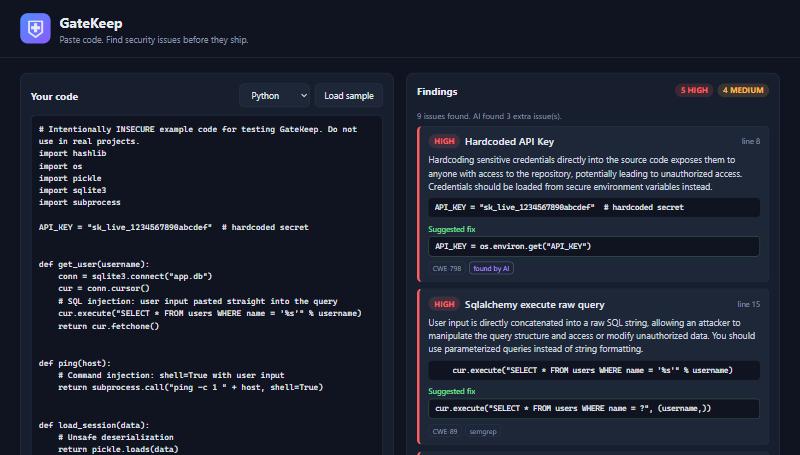 GateKeep
Paste code. Find security issues before they ship.
Your code
Python
Load sample
# Intentionally INSECURE example code for testing GateKeep. Do not
use in real projects.
import hashlib
import os
import pickle
import sqlite3
import subprocess
API_KEY = "sk_live_1234567890abcdef"  # hardcoded secret
def get_user(username):
    conn = sqlite3.connect("app.db")
    cur = conn.cursor()
    # SQL injection: user input pasted straight into the query
    cur.execute("SELECT * FROM users WHERE name = '%s'" % username)
    return cur.fetchone()
def ping(host):
    # Command injection: shell=True with user input
    return subprocess.call("ping -c 1 " + host, shell=True)
def load_session(data):
    # Unsafe deserialization
    return pickle.loads(data)
Findings
5 HIGH
4 MEDIUM
9 issues found. AI found 3 extra issue(s).
HIGH
Hardcoded API Key
line 8
Hardcoding sensitive credentials directly into the source code exposes them to
anyone with access to the repository, potentially leading to unauthorized access.
Credentials should be loaded from secure environment variables instead.
API_KEY = "sk_live_1234567890abcdef"  # hardcoded secret
Suggested fix
API_KEY = os.environ.get("API_KEY")
CWE-798
found by AI
HIGH
Sqlalchemy execute raw query
line 15
User input is directly concatenated into a raw SQL string, allowing an attacker to
manipulate the query structure and access or modify unauthorized data. You should
use parameterized queries instead of string formatting.
cur.execute("SELECT * FROM users WHERE name = '%s'" % username)
Suggested fix
cur.execute("SELECT * FROM users WHERE name = ?", (username,))
CWE-89
semgrep